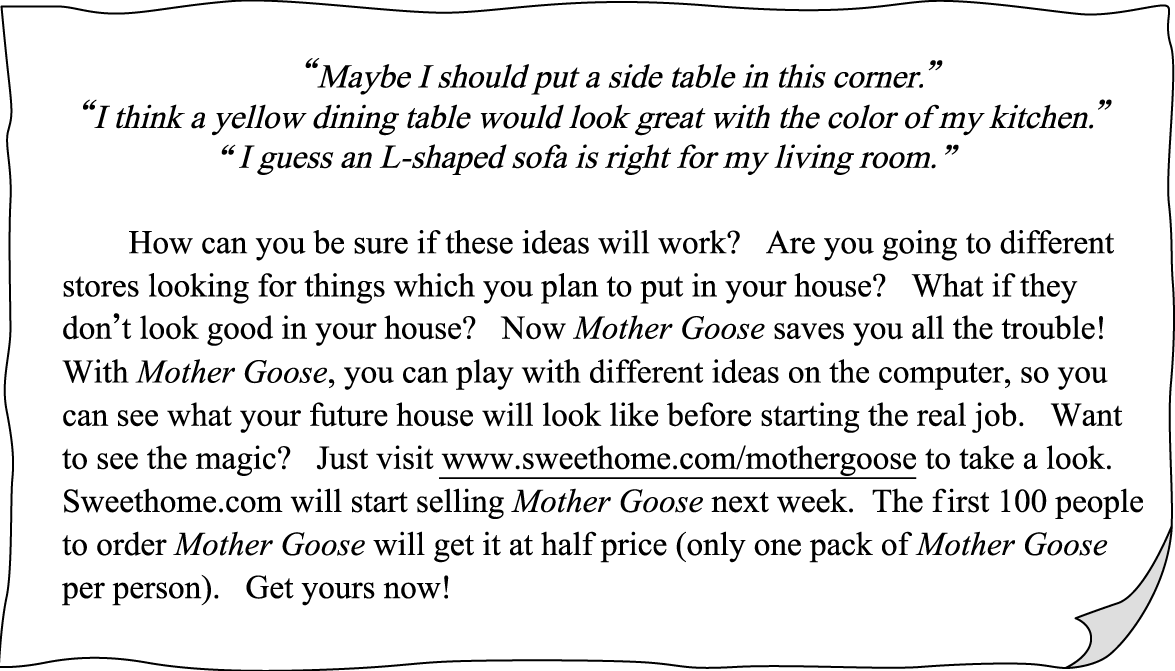 “Maybe I should put a side table in this corner.”
“I think a yellow dining table would look great with the color of my kitchen.”
“I guess an L-shaped sofa is right for my living room.”
How can you be sure if these ideas will work? Are you going to different
stores looking for things which you plan to put in your house? What if they
don’t look good in your house? Now Mother Goose saves you all the trouble!
With Mother Goose, you can play with different ideas on the computer, so you
can see what your future house will look like before starting the real job. Want
to see the magic? Just visit www.sweethome.com/mothergoose to take a look.
Sweethome.com will start selling Mother Goose next week. The first 100 people
to order Mother Goose will get it at half price (only one pack of Mother Goose
per person). Get yours now!